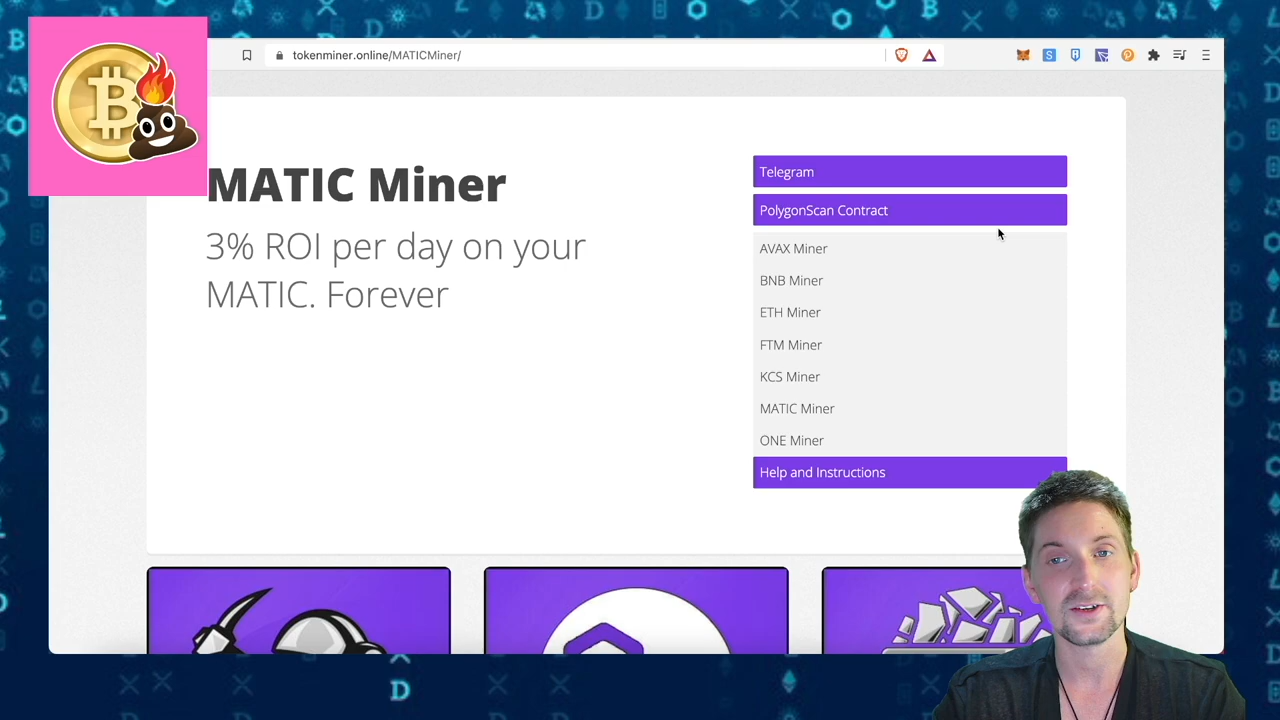 tokenminer.online/MATICMiner/
MATIC Miner
3% ROI per day on your
MATIC. Forever
Telegram
PolygonScan Contract
AVAX Miner
BNB Miner
ETH Miner
FTM Miner
KCS Miner
MATIC Miner
ONE Miner
Help and Instructions